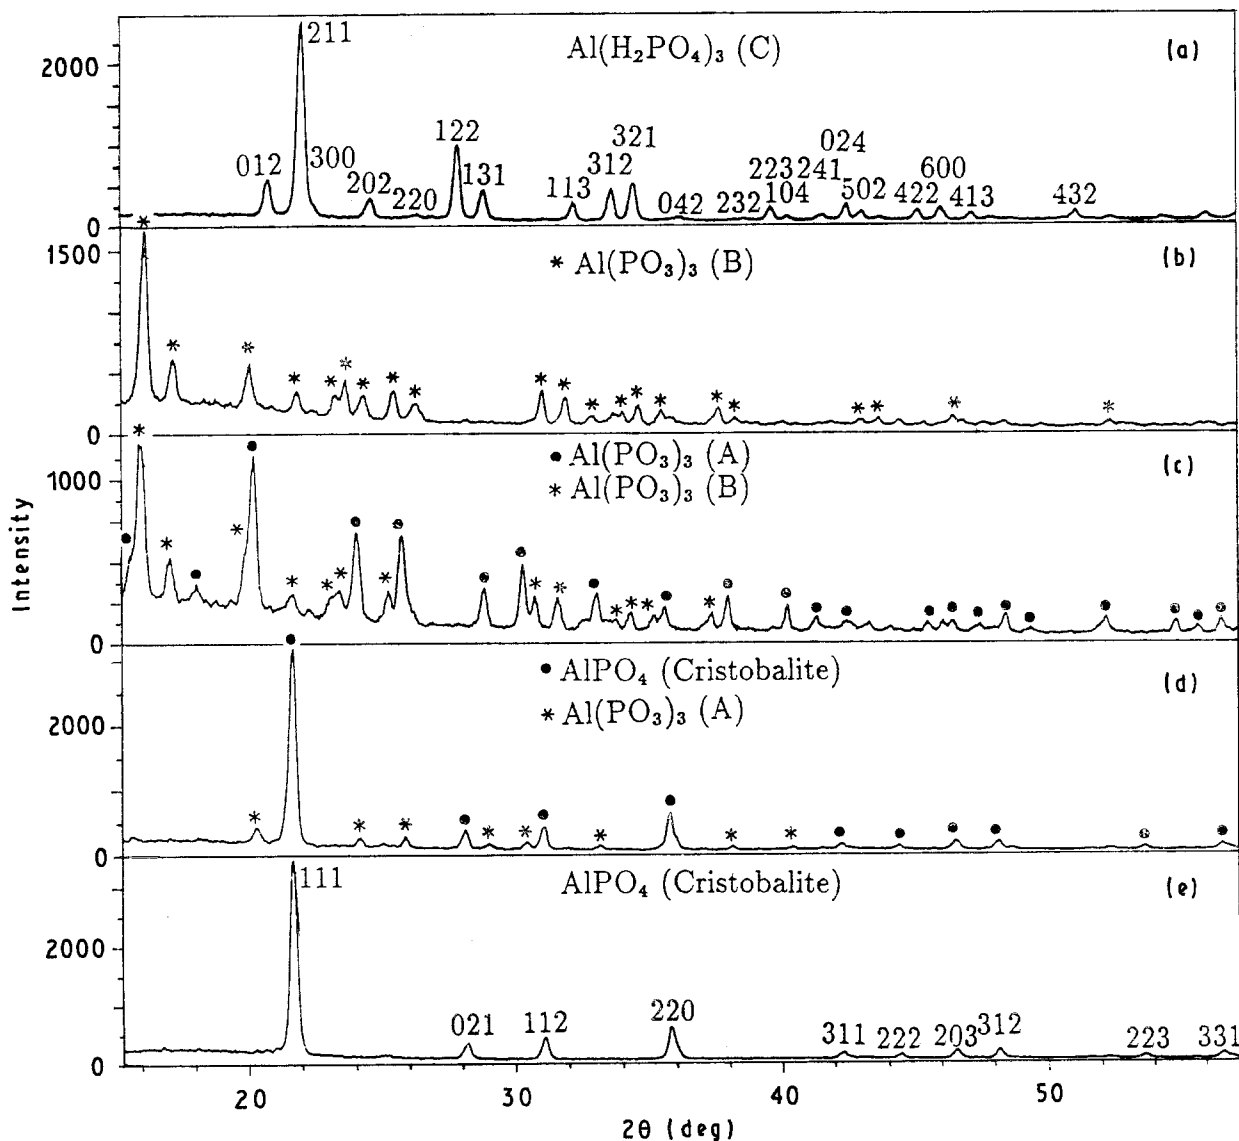 211
Al(H₂PO₄)₃ (C)
(a)
2000
122
321
024
012
300
312
223 241
600
202
131
113
104
502
422
413
432
220
042
232
0
1500
* Al(PO₃)₃ (B)
(b)
0
● Al(PO₃)₃ (A)
(c)
1000
* Al(PO₃)₃ (B)
0
● AlPO₄ (Cristobalite)
(d)
2000
* Al(PO₃)₃ (A)
0
111
AlPO₄ (Cristobalite)
(e)
2000
021
112
220
311
222
203
312
223
331
0
20 30 40 50
2θ (deg)
Intensity